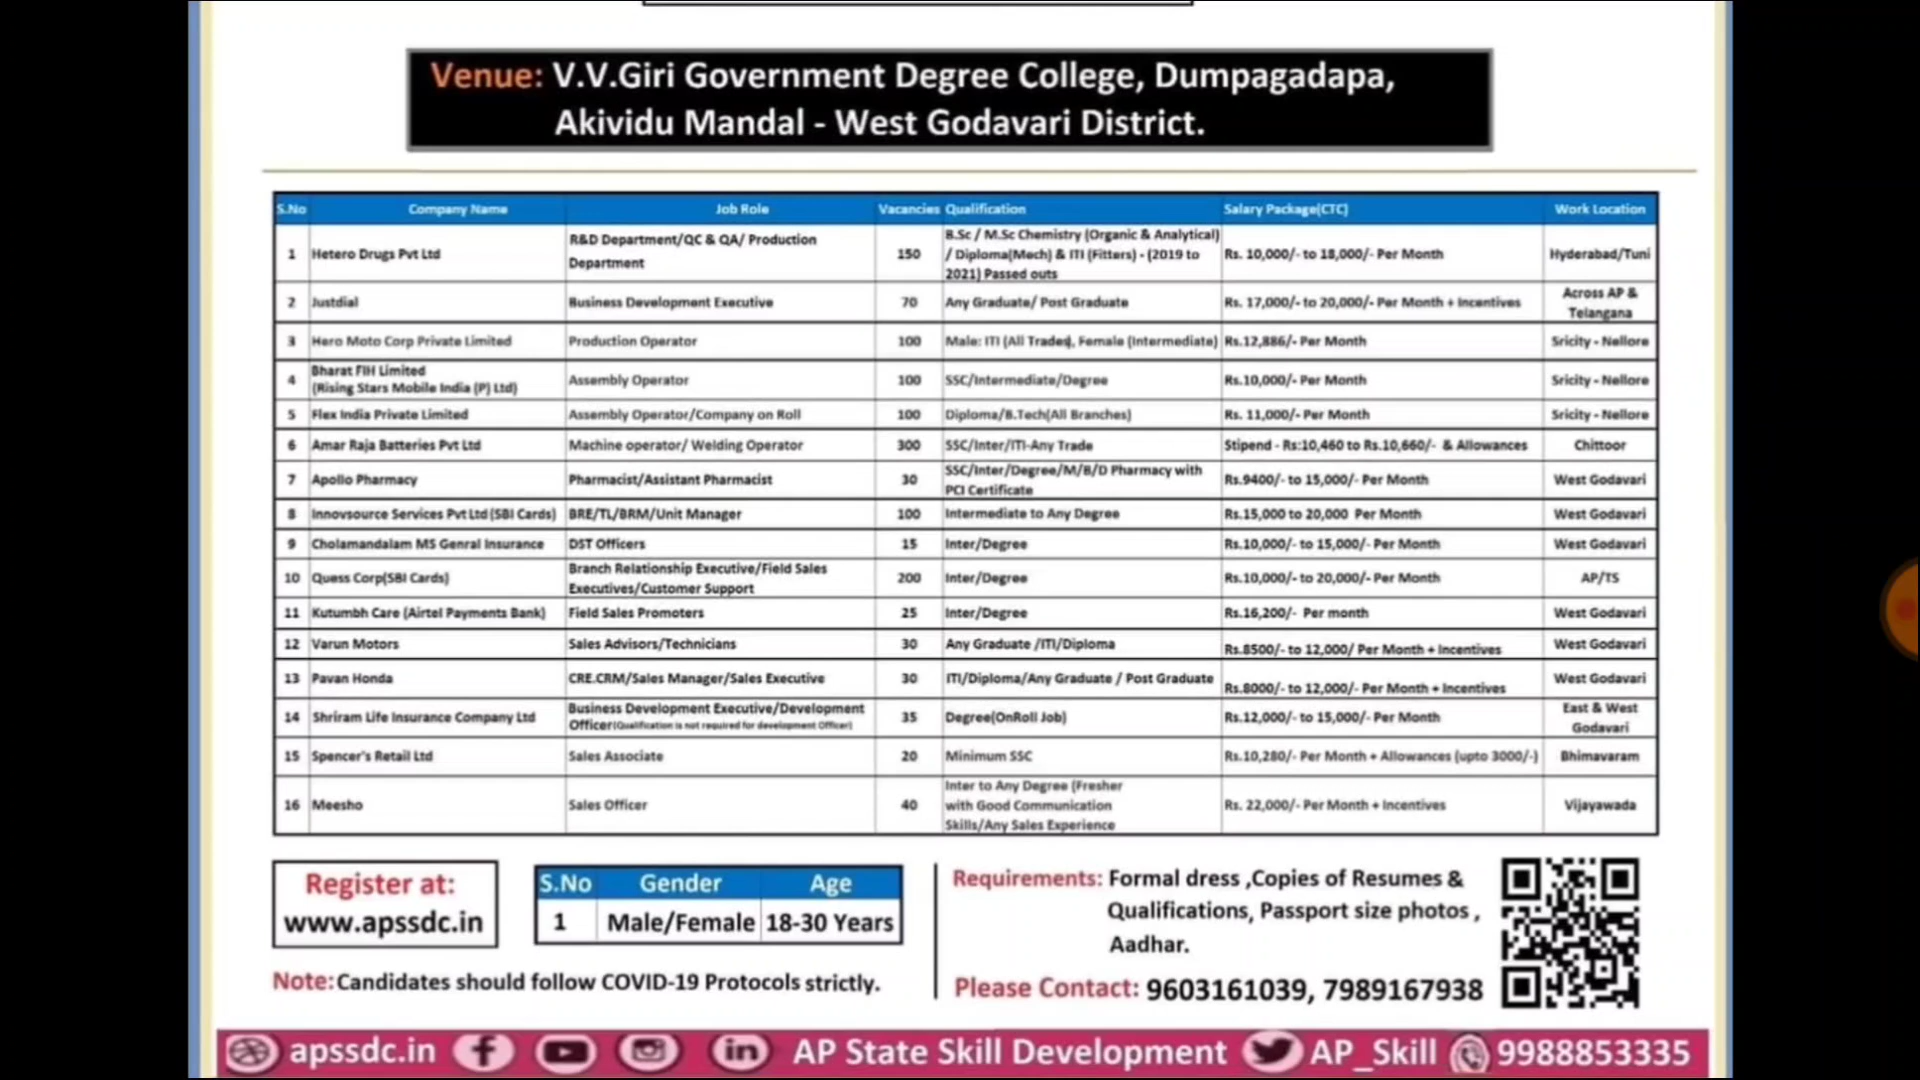 Venue: V.V.Giri Government Degree College, Dumpagadapa,
Akividu Mandal - West Godavari District.
S.No Company Name Job Role Vacancies Qualification Salary Package(CTC) Work Location
1 Hetero Drugs Pvt Ltd R&D Department/QC & QA/ Production Department 150 B.Sc / M.Sc Chemistry (Organic & Analytical) / Diploma(Mech) & ITI (Fitters) - (2019 to 2021) Passed outs Rs. 10,000/- to 18,000/- Per Month Hyderabad/Tuni
2 Justdial Business Development Executive 70 Any Graduate/ Post Graduate Rs. 17,000/- to 20,000/- Per Month + Incentives Across AP & Telangana
3 Hero Moto Corp Private Limited Production Operator 100 Male: ITI (All Trades), Female (Intermediate) Rs.12,886/- Per Month Sricity - Nellore
4 Bharat FIH Limited (Rising Stars Mobile India (P) Ltd) Assembly Operator 100 SSC/Intermediate/Degree Rs.10,000/- Per Month Sricity - Nellore
5 Flex India Private Limited Assembly Operator/Company on Roll 100 Diploma/B.Tech(All Branches) Rs. 11,000/- Per Month Sricity - Nellore
6 Amar Raja Batteries Pvt Ltd Machine operator/ Welding Operator 300 SSC/Inter/ITI-Any Trade Stipend - Rs:10,460 to Rs.10,660/- & Allowances Chittoor
7 Apollo Pharmacy Pharmacist/Assistant Pharmacist 30 SSC/Inter/Degree/M/B/D Pharmacy with PCI Certificate Rs.9400/- to 15,000/- Per Month West Godavari
8 Innovsource Services Pvt Ltd (SBI Cards) BRE/TL/BRM/Unit Manager 100 Intermediate to Any Degree Rs.15,000 to 20,000 Per Month West Godavari
9 Cholamandalam MS Genral Insurance DST Officers 15 Inter/Degree Rs.10,000/- to 15,000/- Per Month West Godavari
10 Quess Corp(SBI Cards) Branch Relationship Executive/Field Sales Executives/Customer Support 200 Inter/Degree Rs.10,000/- to 20,000/- Per Month AP/TS
11 Kutumbh Care (Airtel Payments Bank) Field Sales Promoters 25 Inter/Degree Rs.16,200/- Per month West Godavari
12 Varun Motors Sales Advisors/Technicians 30 Any Graduate /ITI/Diploma Rs.8500/- to 12,000/ Per Month + Incentives West Godavari
13 Pavan Honda CRE.CRM/Sales Manager/Sales Executive 30 ITI/Diploma/Any Graduate / Post Graduate Rs.8000/- to 12,000/- Per Month + Incentives West Godavari
14 Shriram Life Insurance Company Ltd Business Development Executive/Development Officer(Qualification is not required for development Officer) 35 Degree(OnRoll Job) Rs.12,000/- to 15,000/- Per Month East & West Godavari
15 Spencer's Retail Ltd Sales Associate 20 Minimum SSC Rs.10,280/- Per Month + Allowances (upto 3000/-) Bhimavaram
16 Meesho Sales Officer 40 Inter to Any Degree (Fresher with Good Communication Skills/Any Sales Experience Rs. 22,000/- Per Month + Incentives Vijayawada
Register at:
www.apssdc.in
S.No Gender Age
1 Male/Female 18-30 Years
Note: Candidates should follow COVID-19 Protocols strictly.
Requirements: Formal dress ,Copies of Resumes &
Qualifications, Passport size photos ,
Aadhar.
Please Contact: 9603161039, 7989167938
apssdc.in AP State Skill Development AP_Skill 9988853335